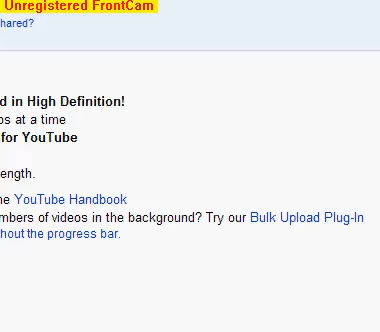 Unregistered FrontCam
hared?
d in High Definition!
os at a time
for YouTube
ength.
he YouTube Handbook
mbers of videos in the background? Try our Bulk Upload Plug-In
hout the progress bar.